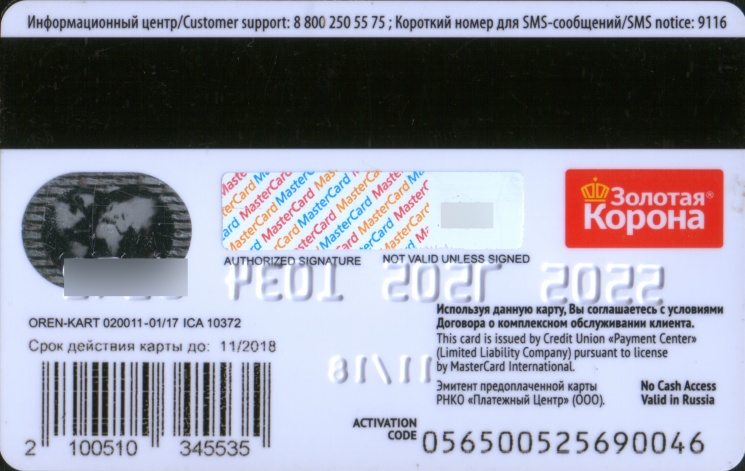 Информационный центр/Customer support: 8 800 250 55 75 ; Короткий номер для SMS-сообщений/SMS notice: 9116
MasterCard MasterCard MasterCard
Золотая®
Корона
AUTHORIZED SIGNATURE NOT VALID UNLESS SIGNED
OREN-KART 020011-01/17 ICA 10372
Срок действия карты до: 11/2018
Используя данную карту, Вы соглашаетесь с условиями
Договора о комплексном обслуживании клиента.
This card is issued by Credit Union «Payment Center»
(Limited Liability Company) pursuant to license
by MasterCard International.
11/18
Эмитент предоплаченной карты
РНКО «Платежный Центр» (ООО).
No Cash Access
Valid in Russia
2 100510 345535
ACTIVATION
CODE 056500525690046